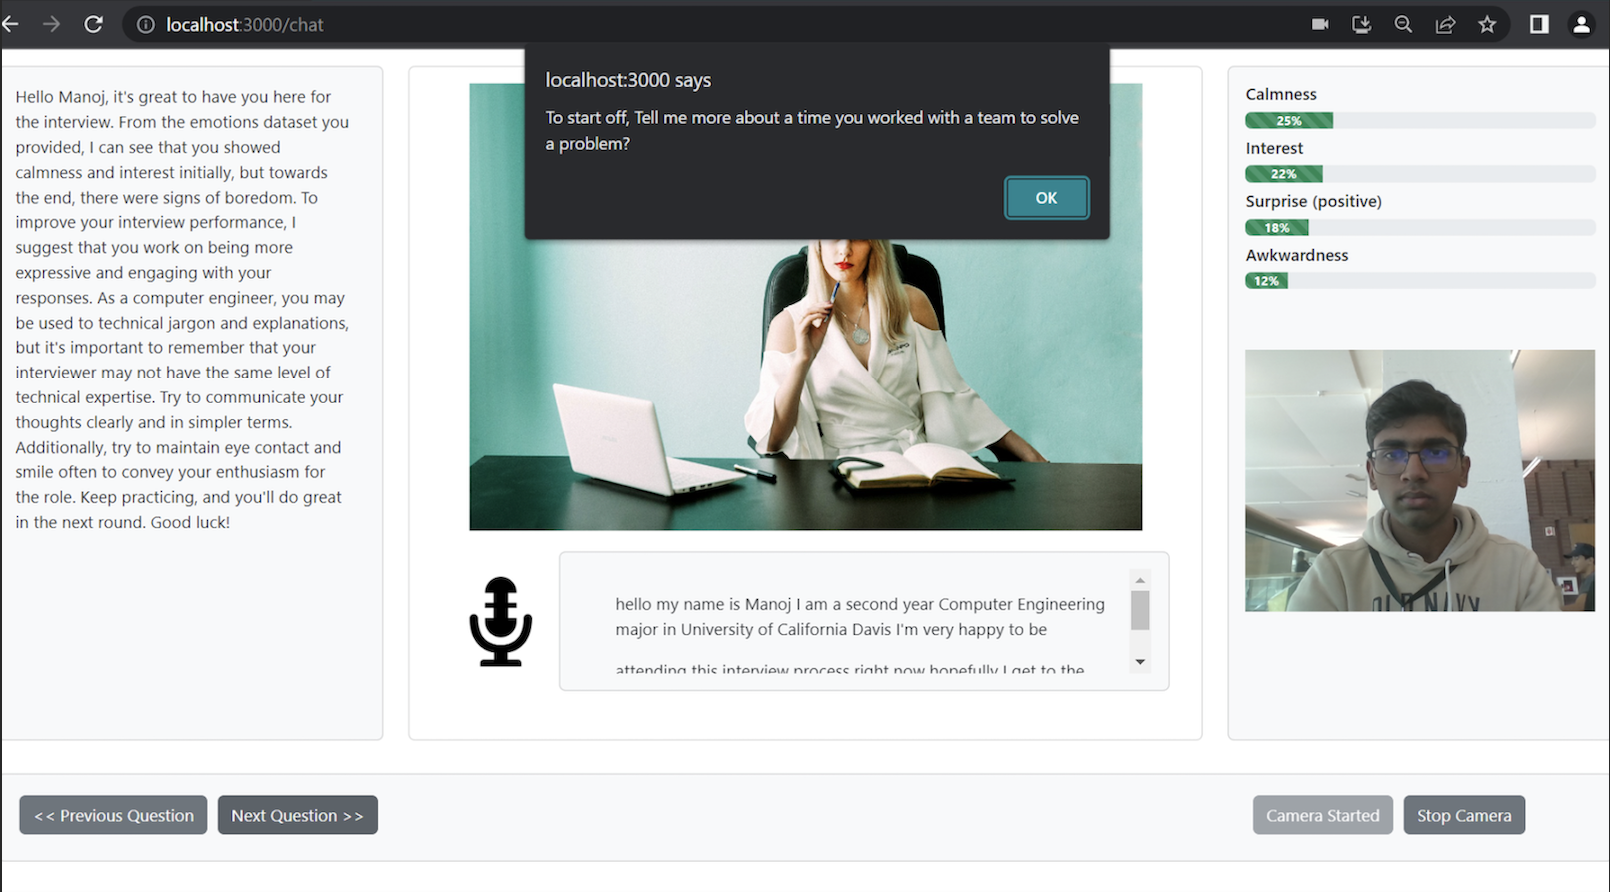 localhost:3000/chat
Hello Manoj, it's great to have you here for
the interview. From the emotions dataset you
provided, I can see that you showed
calmness and interest initially, but towards
the end, there were signs of boredom. To
improve your interview performance, I
suggest that you work on being more
expressive and engaging with your
responses. As a computer engineer, you may
be used to technical jargon and explanations,
but it's important to remember that your
interviewer may not have the same level of
technical expertise. Try to communicate your
thoughts clearly and in simpler terms.
Additionally, try to maintain eye contact and
smile often to convey your enthusiasm for
the role. Keep practicing, and you'll do great
in the next round. Good luck!
localhost:3000 says
To start off, Tell me more about a time you worked with a team to solve
a problem?
OK
hello my name is Manoj I am a second year Computer Engineering
major in University of California Davis I'm very happy to be
attending this interview process right now hopefully I get to the
Calmness
25%
Interest
22%
Surprise (positive)
18%
Awkwardness
12%
OLD NAVY
<< Previous Question
Next Question >>
Camera Started
Stop Camera